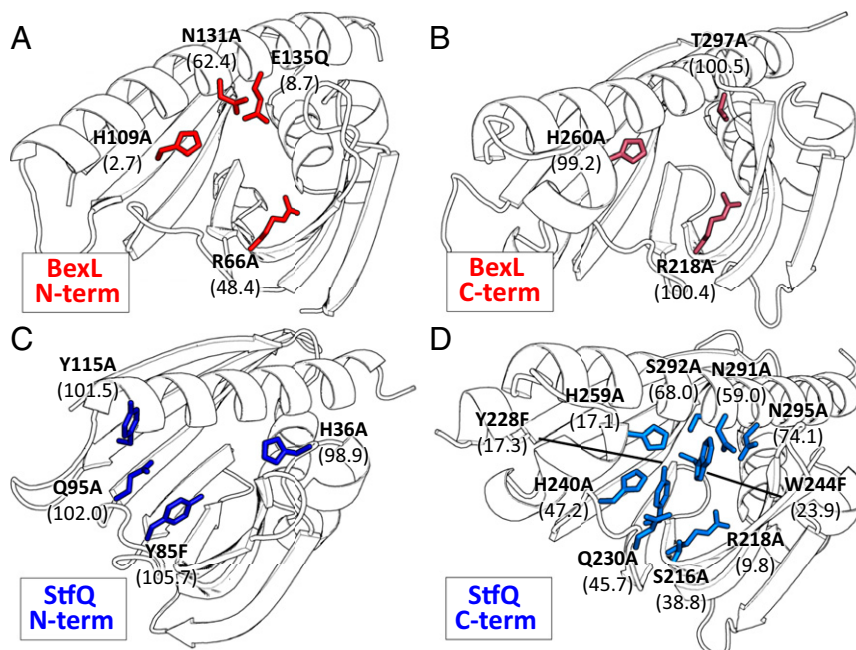 A
N131A
(62.4)
E135Q
(8.7)
H109A
(2.7)
R66A
(48.4)
BexL
N-term
B
T297A
(100.5)
H260A
(99.2)
R218A
(100.4)
BexL
C-term
C
Y115A
(101.5)
H36A
(98.9)
Q95A
(102.0)
Y85F
(105.7)
StfQ
N-term
D
S292A
(68.0)
N291A
(59.0)
H259A
(17.1)
N295A
(74.1)
Y228F
(17.3)
H240A
(47.2)
W244F
(23.9)
R218A
(9.8)
Q230A
(45.7)
S216A
(38.8)
StfQ
C-term